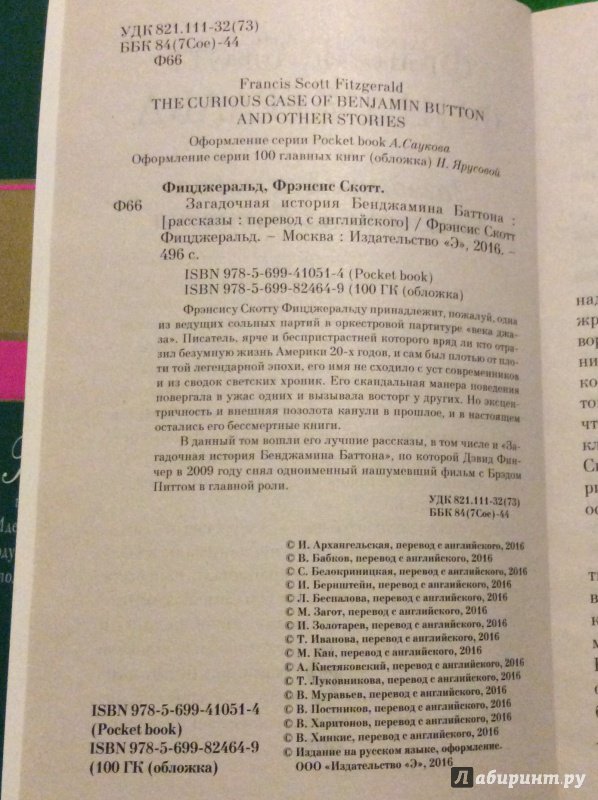 УДК 821.111-32(73)
ББК 84(7Сое)-44
Ф66
Francis Scott Fitzgerald
THE CURIOUS CASE OF BENJAMIN BUTTON
AND OTHER STORIES
Оформление серии Pocket book А.Саукова
Оформление серии 100 главных книг (обложка) Н. Ярусовой
Фицджеральд, Фрэнсис Скотт.
Ф66 Загадочная история Бенджамина Баттона :
[рассказы : перевод с английского] / Фрэнсис Скотт
Фицджеральд. – Москва : Издательство «Э», 2016. –
496 с.
ISBN 978-5-699-41051-4 (Pocket book)
ISBN 978-5-699-82464-9 (100 ГК (обложка)
Фрэнсису Скотту Фицджеральду принадлежит, пожалуй, одна
из ведущих сольных партий в оркестровой партитуре «века джа-
за». Писатель, ярче и беспристрастней которого вряд ли кто отра-
зил безумную жизнь Америки 20-х годов, и сам был плотью от пло-
ти той легендарной эпохи, его имя не сходило с уст современников
и из сводок светских хроник. Его скандальная манера поведения
повергала в ужас одних и вызывала восторг у других. Но эксцен-
тричность и внешняя позолота канули в прошлое, и в настоящем
остались его бессмертные книги.
В данный том вошли его лучшие рассказы, в том числе и «За-
гадочная история Бенджамина Баттона», по которой Дэвид Фин-
чер в 2009 году снял одноименный нашумевший фильм с Брэдом
Питтом в главной роли.
УДК 821.111-32(73)
ББК 84(7Сое)-44
© И. Архангельская, перевод с английского, 2016
© В. Бабков, перевод с английского, 2016
© С. Белокриницкая, перевод с английского, 2016
© И. Бернштейн, перевод с английского, 2016
© Л. Беспалова, перевод с английского, 2016
© М. Загот, перевод с английского, 2016
© И. Золотарев, перевод с английского, 2016
© Т. Иванова, перевод с английского, 2016
© М. Кан, перевод с английского, 2016
© А. Кистяковский, перевод с английского, 2016
© Т. Луковникова, перевод с английского, 2016
© В. Муравьев, перевод с английского, 2016
© В. Постников, перевод с английского, 2016
© В. Харитонов, перевод с английского, 2016
© В. Хинкис, перевод с английского, 2016
© Издание на русском языке, оформление.
ООО «Издательство «Э», 2016
ISBN 978-5-699-41051-4
(Pocket book)
ISBN 978-5-699-82464-9
(100 ГК (обложка)
Лабиринт.ру